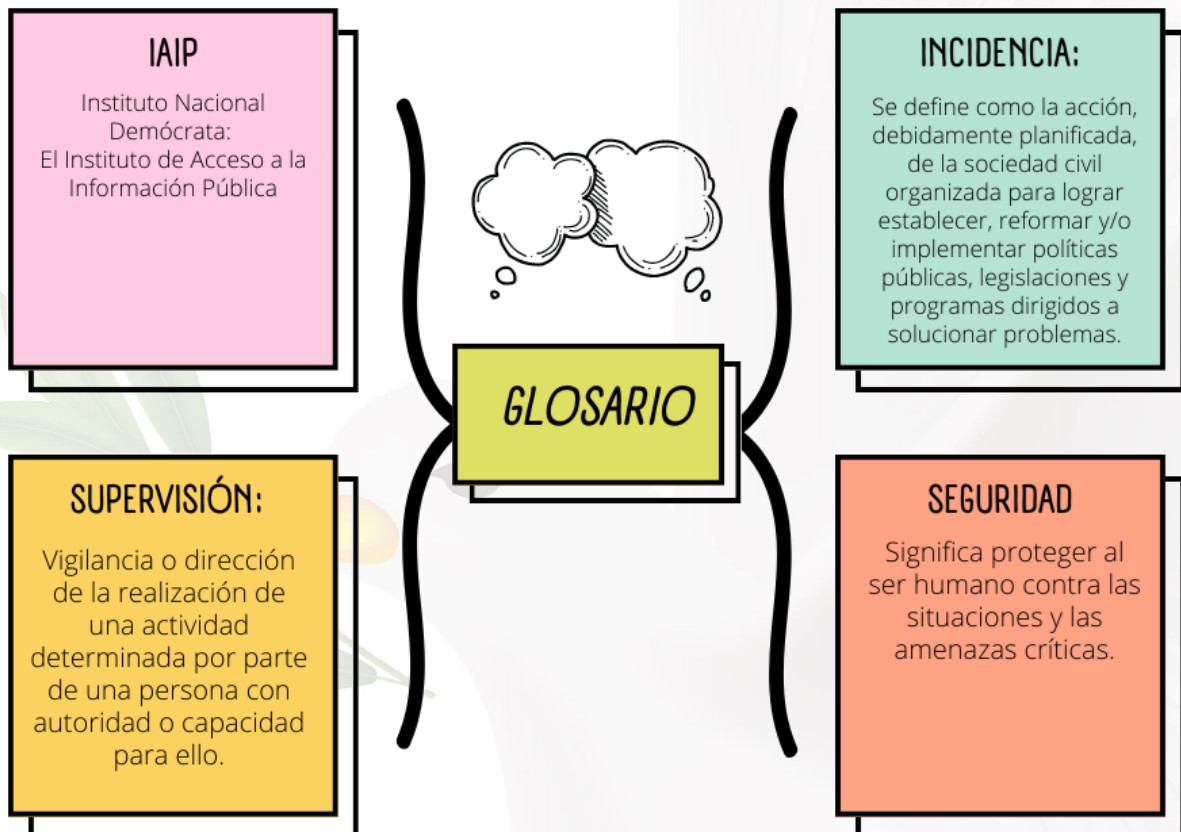 IAIP
Instituto Nacional
Demócrata:
El Instituto de Acceso a la
Información Pública
INCIDENCIA:
Se define como la acción,
debidamente planificada,
de la sociedad civil
organizada para lograr
establecer, reformar y/o
implementar políticas
públicas, legislaciones y
programas dirigidos a
solucionar problemas.
GLOSARIO
SUPERVISIÓN:
Vigilancia o dirección
de la realización de
una actividad
determinada por parte
de una persona con
autoridad o capacidad
para ello.
SEGURIDAD
Significa proteger al
ser humano contra las
situaciones y las
amenazas críticas.